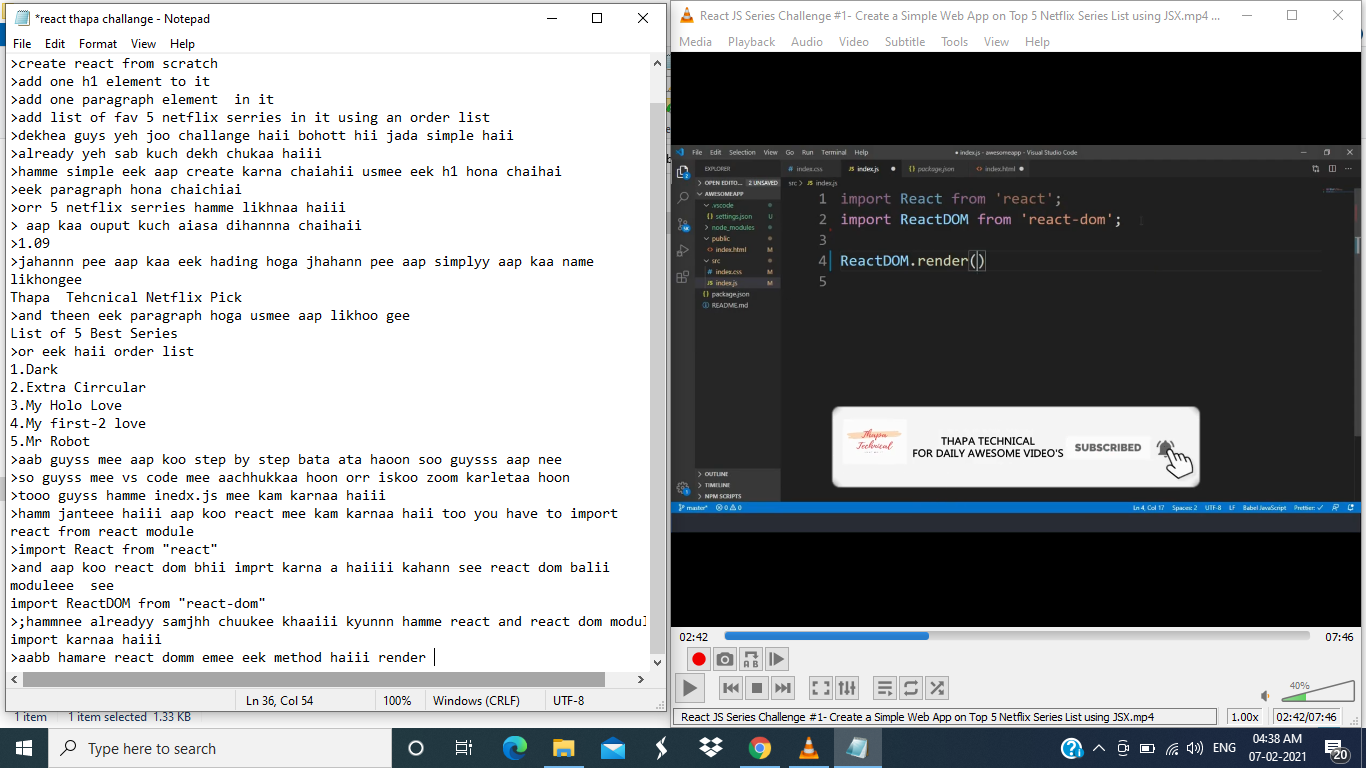 *react thapa challange - Notepad
File Edit Format View Help
>create react from scratch
>add one h1 element to it
>add one paragraph element  in it
>add list of fav 5 netflix serries in it using an order list
>dekhea guys yeh joo challange haii bohott hii jada simple haii
>already yeh sab kuch dekh chukaa haiii
>hamme simple eek aap create karna chaiahii usmee eek h1 hona chaihai
>eek paragraph hona chaichiai
>orr 5 netflix serries hamme likhnaa haiii
> aap kaa ouput kuch aiasa dihannna chaihaii
>1.09
>jahannn pee aap kaa eek hading hoga jhahann pee aap simplyy aap kaa name
likhongee
Thapa  Tehcnical Netflix Pick
>and theen eek paragraph hoga usmee aap likhoo gee
List of 5 Best Series
>or eek haii order list
1.Dark
2.Extra Cirrcular
3.My Holo Love
4.My first-2 love
5.Mr Robot
>aab guyss mee aap koo step by step bata ata haoon soo guysss aap nee
>so guyss mee vs code mee aachhukkaa hoon orr iskoo zoom karletaa hoon
>tooo guyss hamme inedx.js mee kam karnaa haiii
>hamm janteee haiii aap koo react mee kam karnaa haii too you have to import
react from react module
>import React from "react"
>and aap koo react dom bhii imprt karna a haiiii kahann see react dom balii
moduleee  see
import ReactDOM from "react-dom"
>;hammnee alreadyy samjhh chuukee khaaiii kyunnn hamme react and react dom modul
import karnaa haiii
>aabb hamare react domm emee eek method haiii render
Ln 36, Col 54 100% Windows (CRLF) UTF-8
1 item 1 item selected 1.33 KB
React JS Series Challenge #1- Create a Simple Web App on Top 5 Netflix Series List using JSX.mp4 ...
Media Playback Audio Video Subtitle Tools View Help
File Edit Selection View Go Run Terminal Help ● index.js - awesomeapp - Visual Studio Code
EXPLORER
index.css index.js package.json index.html
OPEN EDITO... 2 UNSAVED
src > index.js
AWESOMEAPP
.vscode
settings.json U
node_modules
public
index.html M
src
index.css M
index.js M
package.json
README.md
1 import React from 'react';
2 import ReactDOM from 'react-dom';
3
4 ReactDOM.render()
5
Thapa Technical
THAPA TECHNICAL
FOR DAILY AWESOME VIDEO'S
SUBSCRIBED
OUTLINE
TIMELINE
NPM SCRIPTS
master* 0 0 Ln 4, Col 17 Spaces: 2 UTF-8 LF Babel JavaScript Prettier: ✓
02:42 07:46
A B
40%
React JS Series Challenge #1- Create a Simple Web App on Top 5 Netflix Series List using JSX.mp4 1.00x 02:42/07:46
Type here to search
ENG
04:38 AM
07-02-2021
20